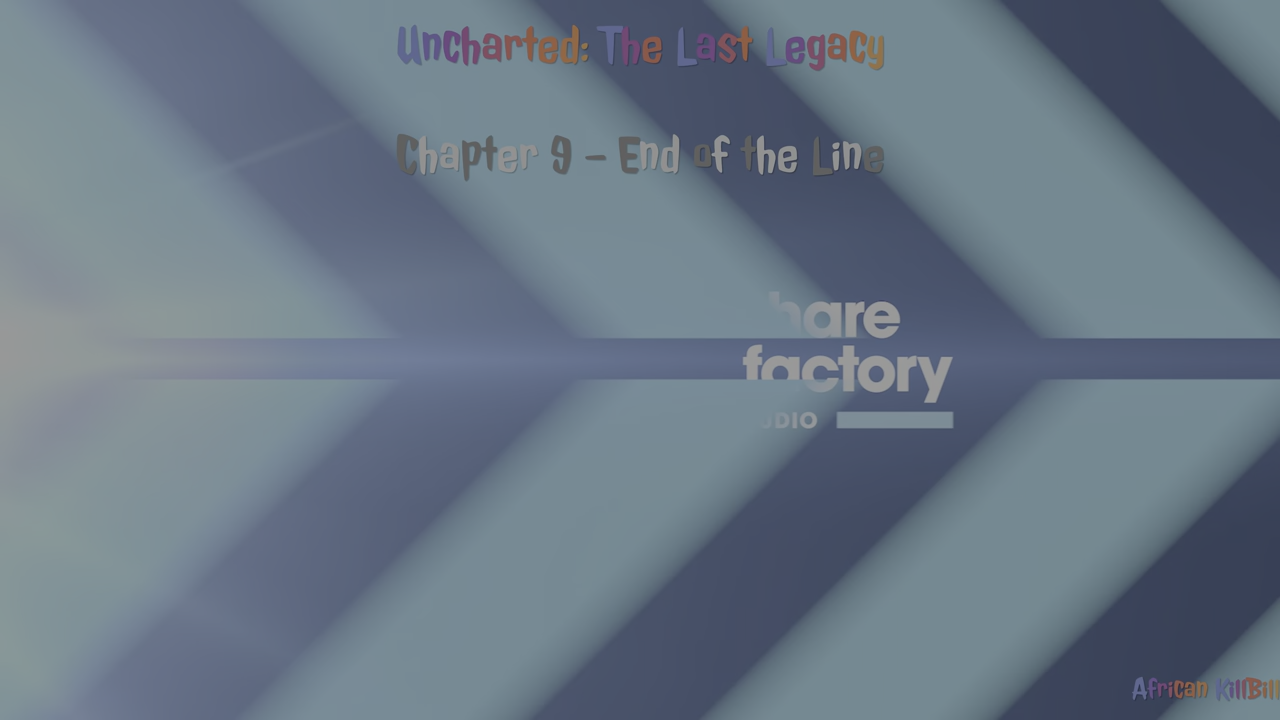 Uncharted: The Last Legacy
Chapter 9 - End of the Line
hare
factory
UDIO
African KillBill